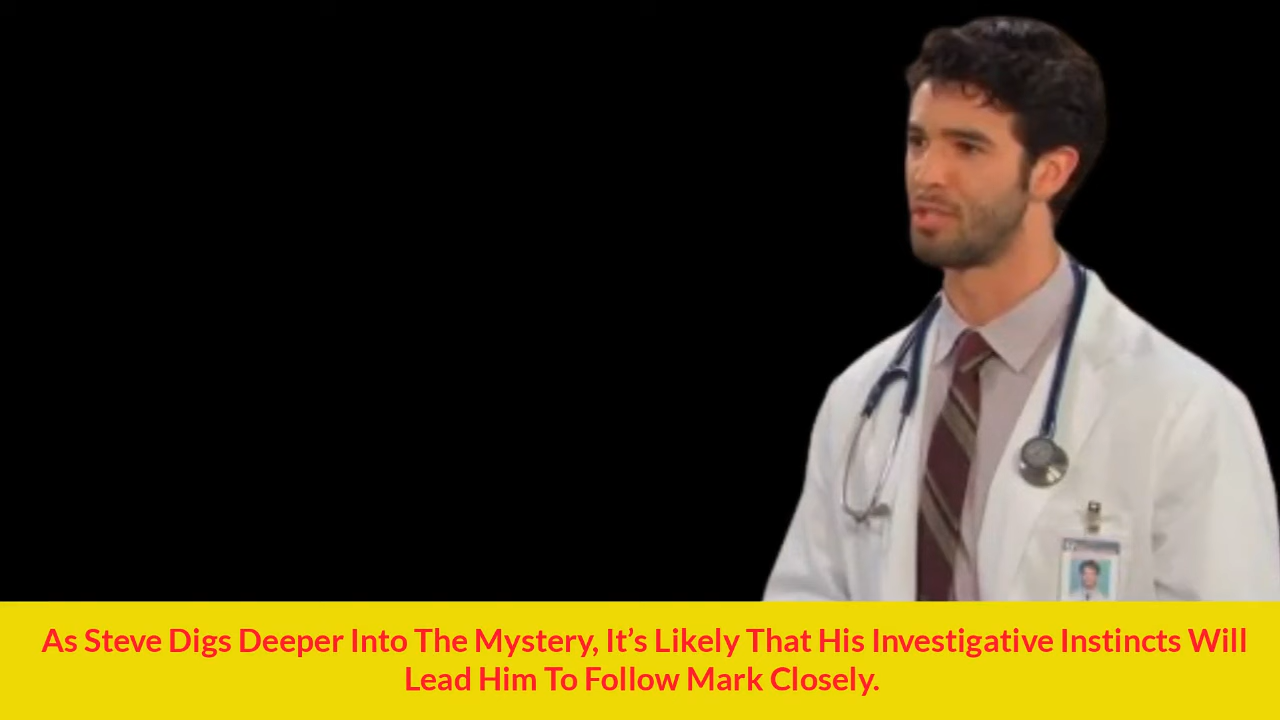 As Steve Digs Deeper Into The Mystery, It’s Likely That His Investigative Instincts Will
Lead Him To Follow Mark Closely.